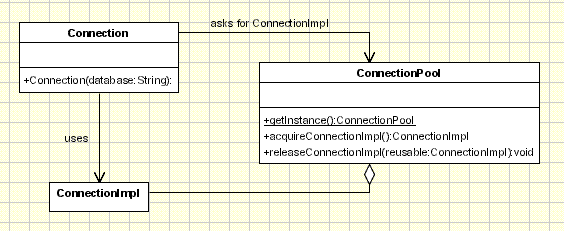 asks for ConnectionImpl
Connection
+Connection(database:String):
ConnectionPool
+getInstance():ConnectionPool
+acquireConnectionImpl():ConnectionImpl
+releaseConnectionImpl(reusable:ConnectionImpl):void
uses
ConnectionImpl